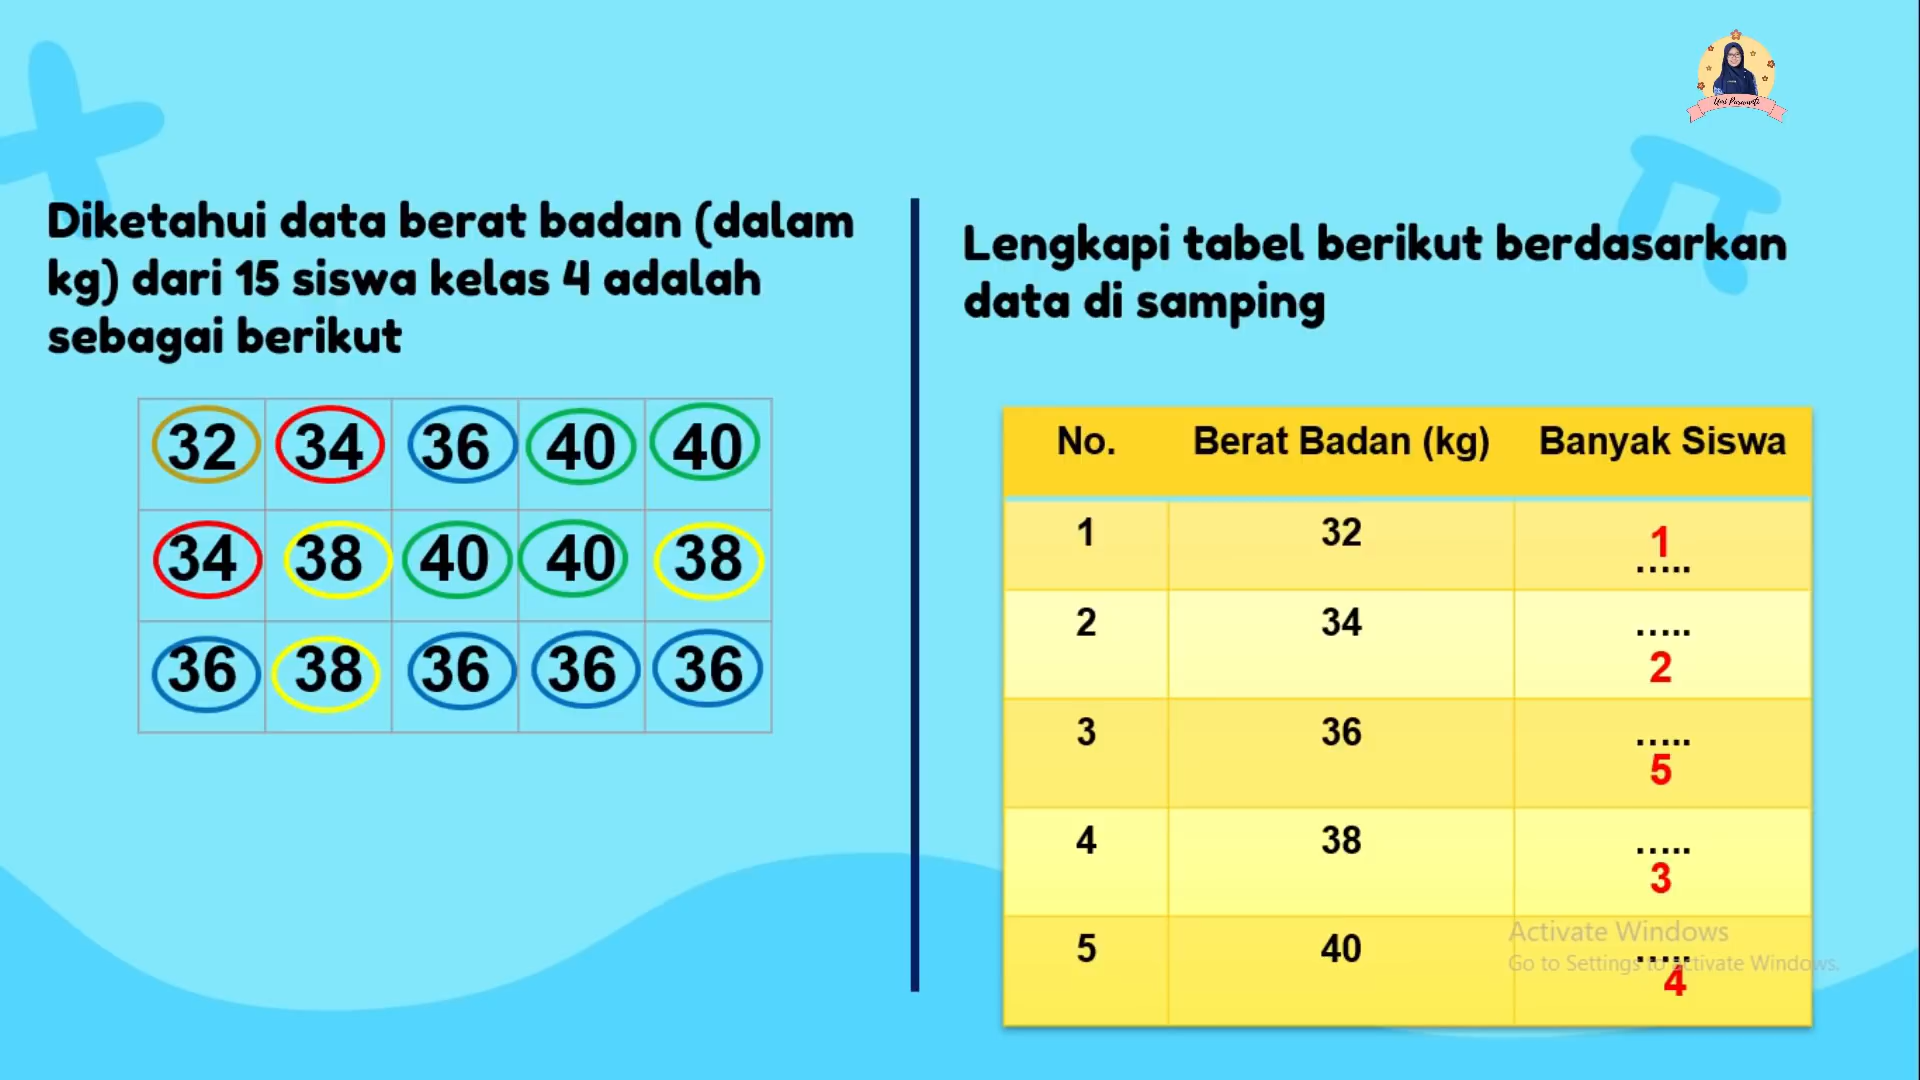 Diketahui data berat badan (dalam
kg) dari 15 siswa kelas 4 adalah
sebagai berikut
32 34 36 40 40
34 38 40 40 38
36 38 36 36 36
Lengkapi tabel berikut berdasarkan
data di samping
No. Berat Badan (kg) Banyak Siswa
1 32 1
.....
2 34 .....
2
3 36 .....
5
4 38 .....
3
5 40 .....
4
Activate Windows
Go to Settings to activate Windows.